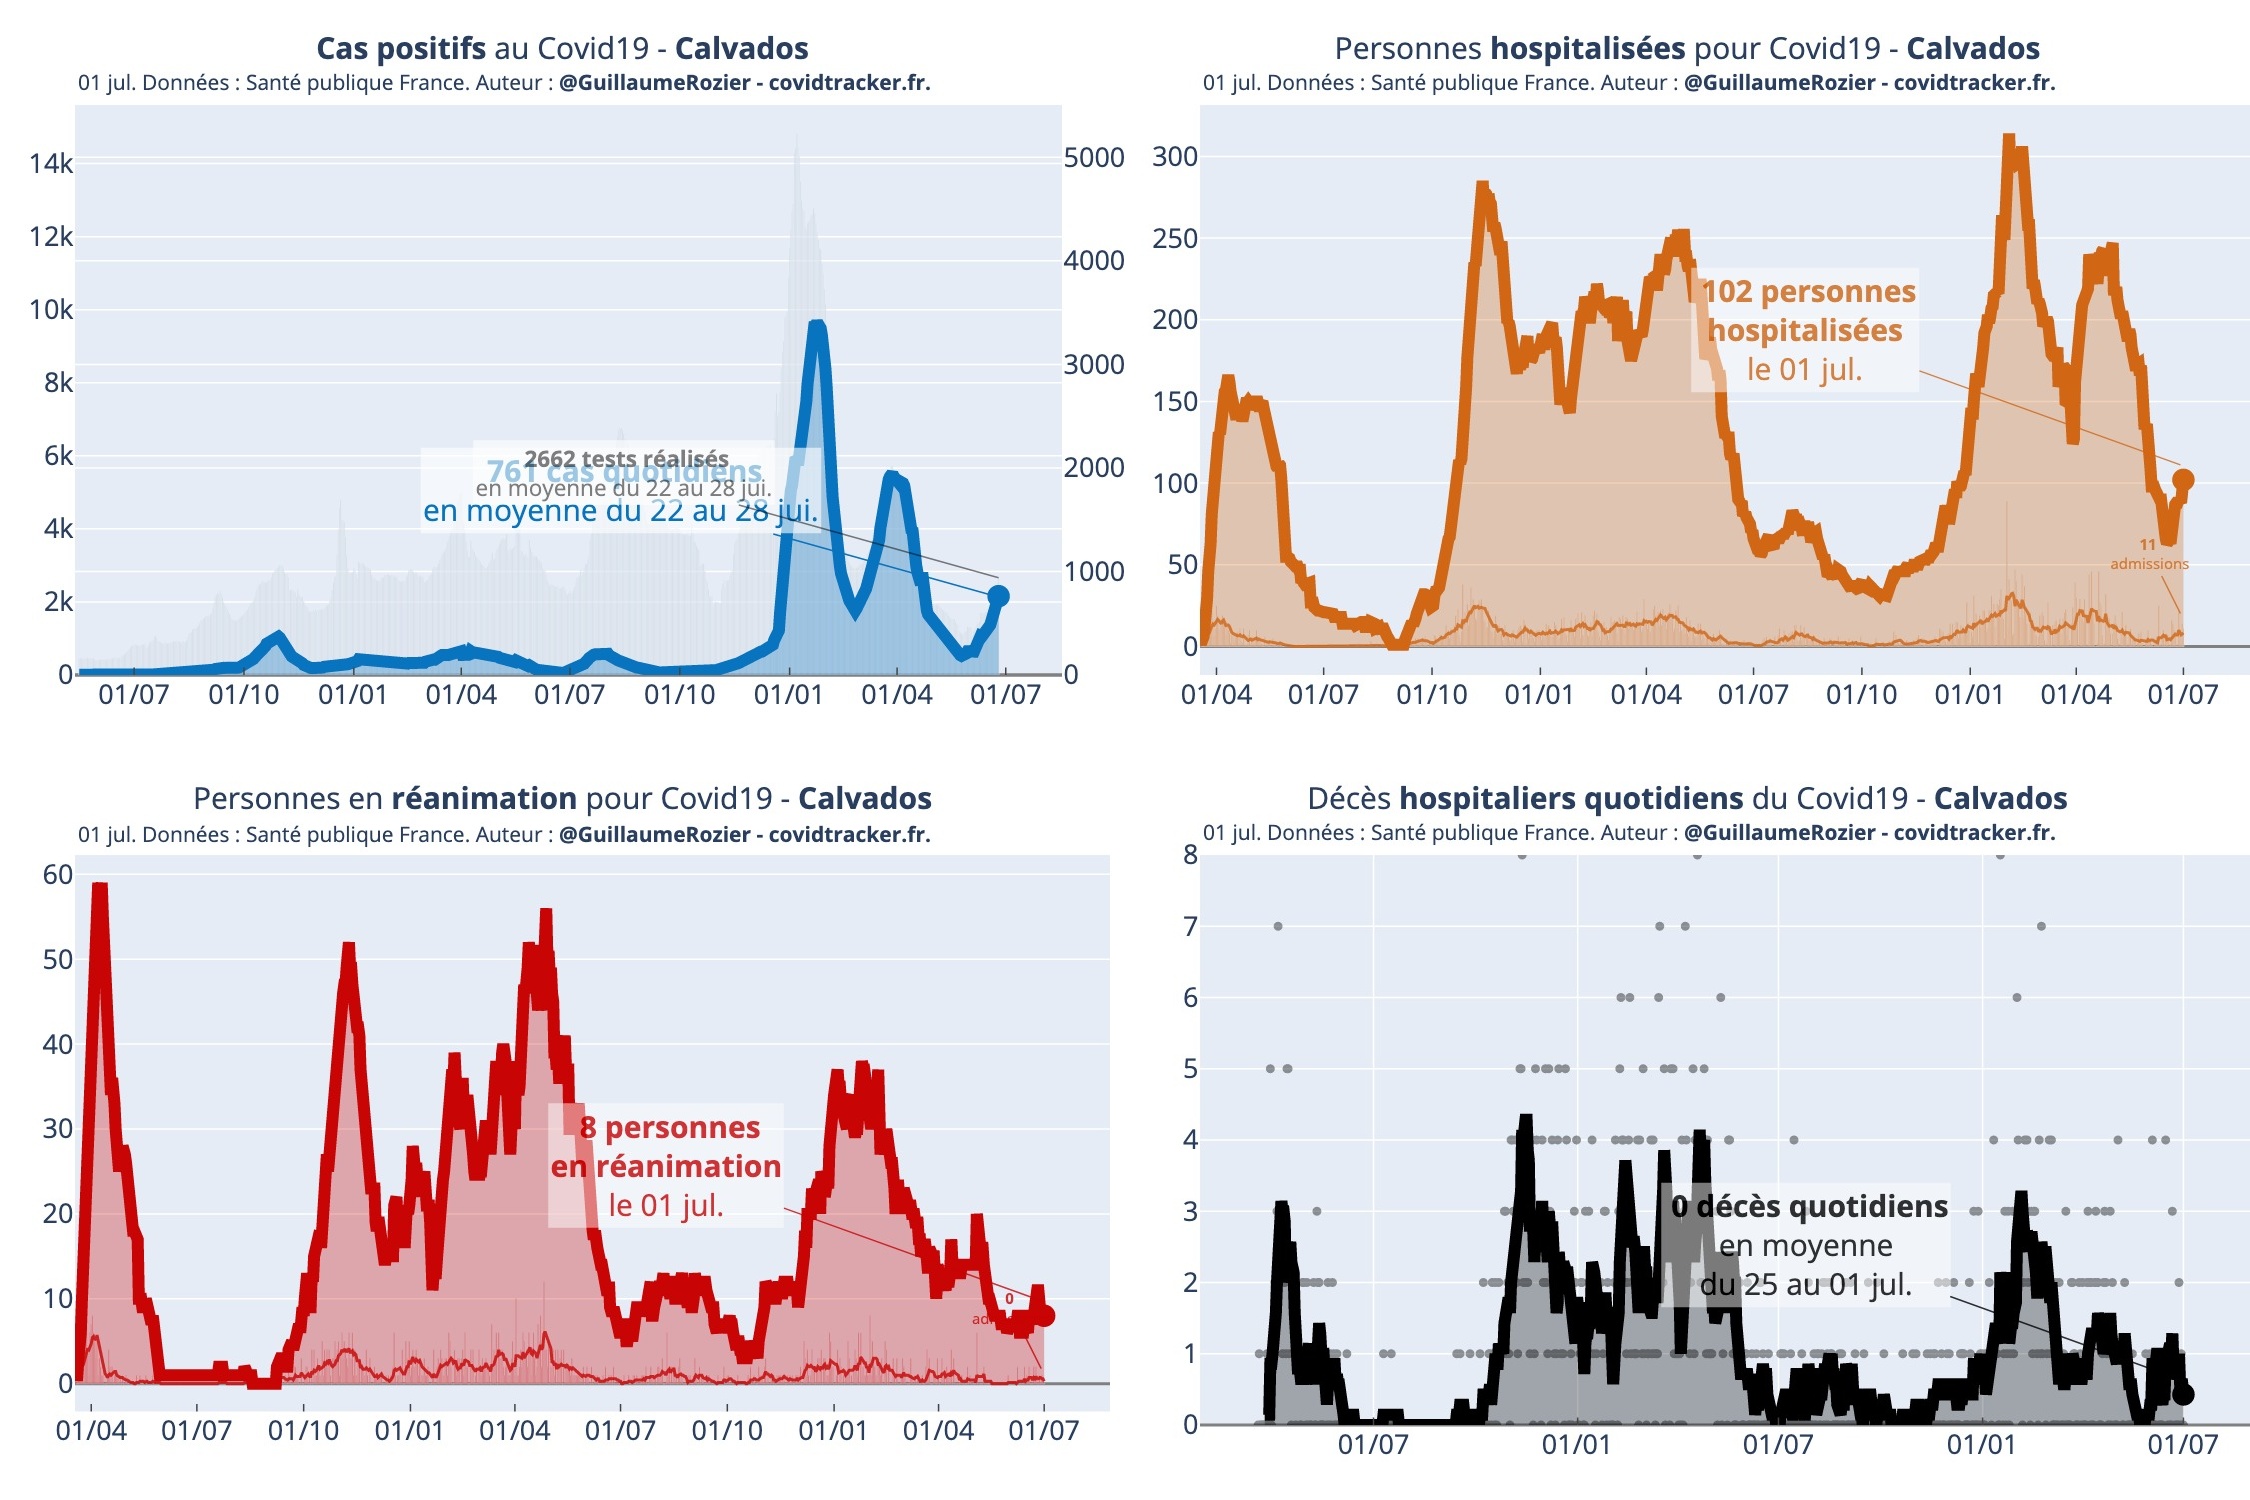 Cas positifs au Covid19 - Calvados
01 jul. Données : Santé publique France. Auteur : @GuillaumeRozier - covidtracker.fr.
14k
12k
10k
8k
6k
4k
2k
0
5000
4000
3000
2000
1000
0
2662 tests réalisés
761 cas quotidiens
en moyenne du 22 au 28 jui.
en moyenne du 22 au 28 jui.
01/07 01/10 01/01 01/04 01/07 01/10 01/01 01/04 01/07
Personnes hospitalisées pour Covid19 - Calvados
01 jul. Données : Santé publique France. Auteur : @GuillaumeRozier - covidtracker.fr.
300
250
200
150
100
50
0
102 personnes
hospitalisées
le 01 jul.
11
admissions
01/04 01/07 01/10 01/01 01/04 01/07 01/10 01/01 01/04 01/07
Personnes en réanimation pour Covid19 - Calvados
01 jul. Données : Santé publique France. Auteur : @GuillaumeRozier - covidtracker.fr.
60
50
40
30
20
10
0
8 personnes
en réanimation
le 01 jul.
0
01/04 01/07 01/10 01/01 01/04 01/07 01/10 01/01 01/04 01/07
Décès hospitaliers quotidiens du Covid19 - Calvados
01 jul. Données : Santé publique France. Auteur : @GuillaumeRozier - covidtracker.fr.
8
7
6
5
4
3
2
1
0
0 décès quotidiens
en moyenne
du 25 au 01 jul.
01/07 01/01 01/07 01/01 01/07